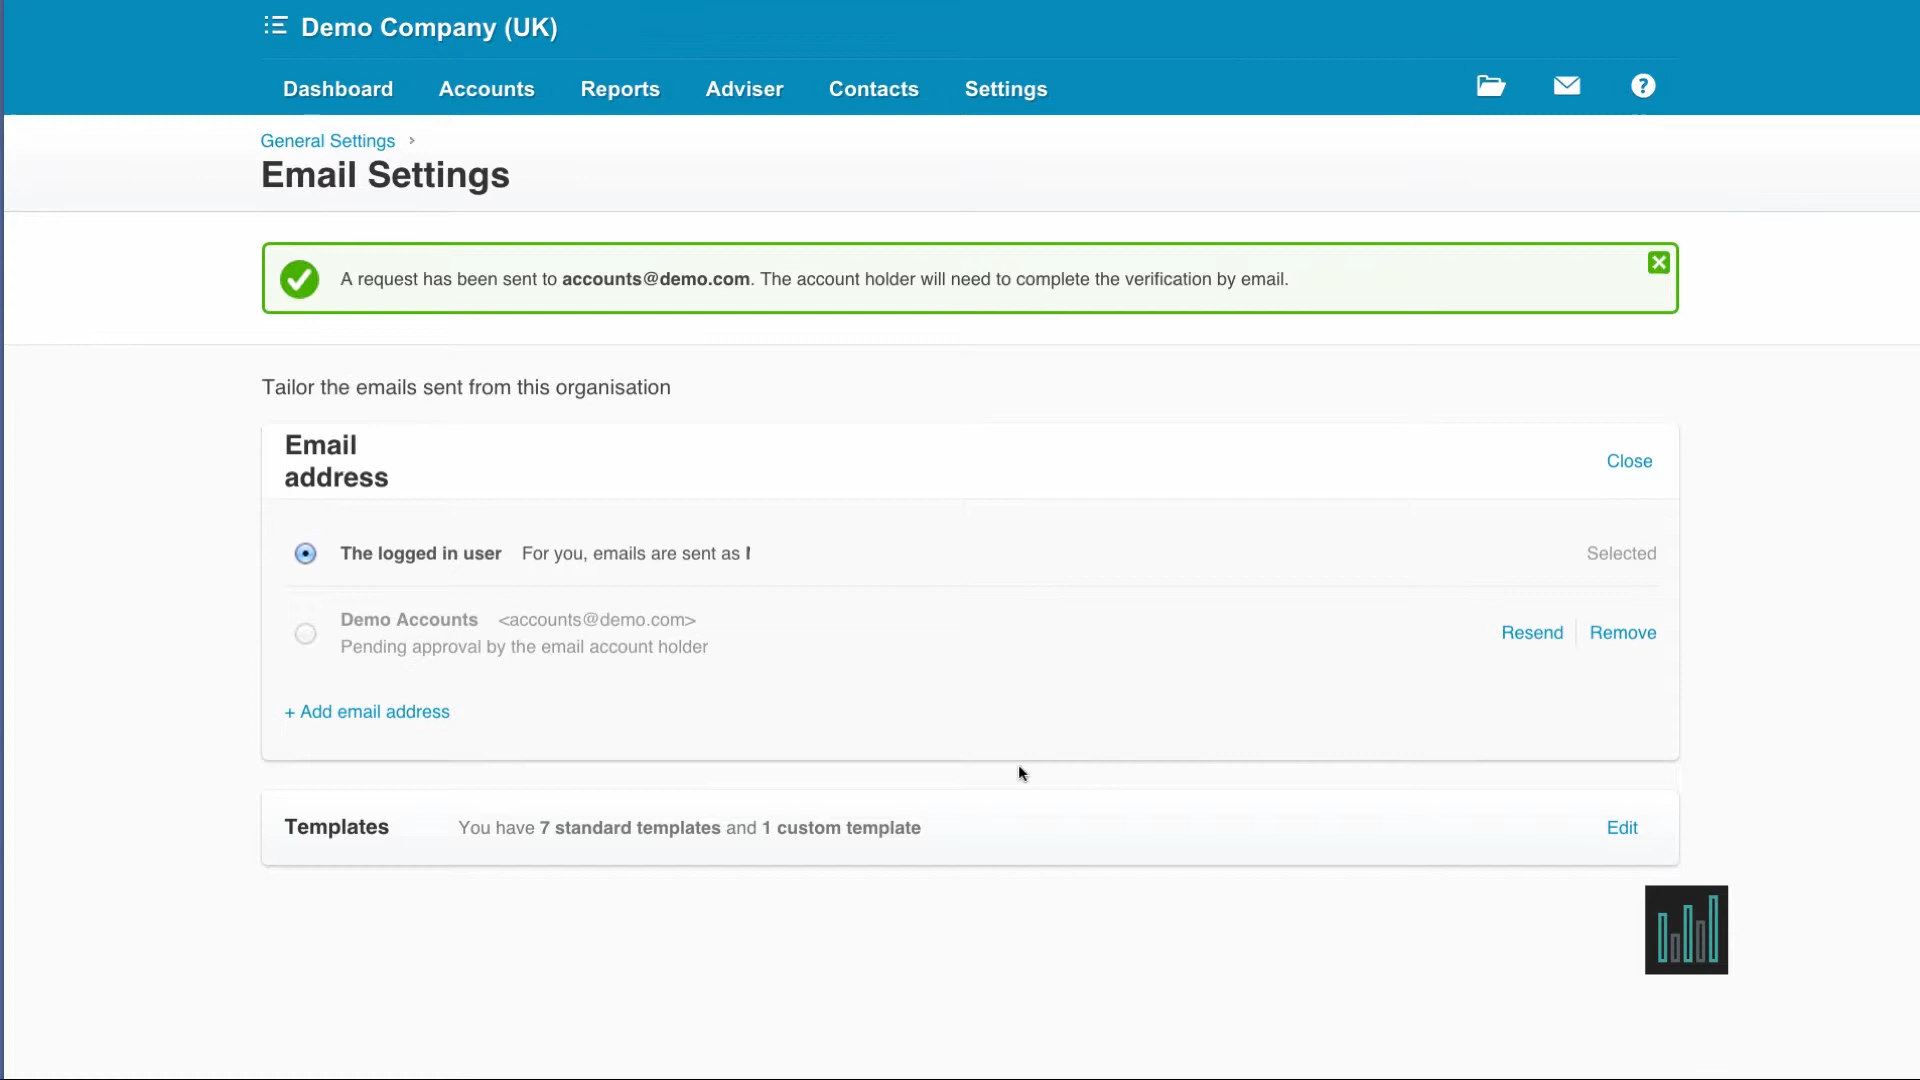 Demo Company (UK)
Dashboard Accounts Reports Adviser Contacts Settings
?
General Settings ›
Email Settings
A request has been sent to accounts@demo.com. The account holder will need to complete the verification by email.
Tailor the emails sent from this organisation
Email
address
Close
The logged in user For you, emails are sent as
Selected
Demo Accounts <accounts@demo.com>
Pending approval by the email account holder
Resend Remove
+ Add email address
Templates You have 7 standard templates and 1 custom template Edit